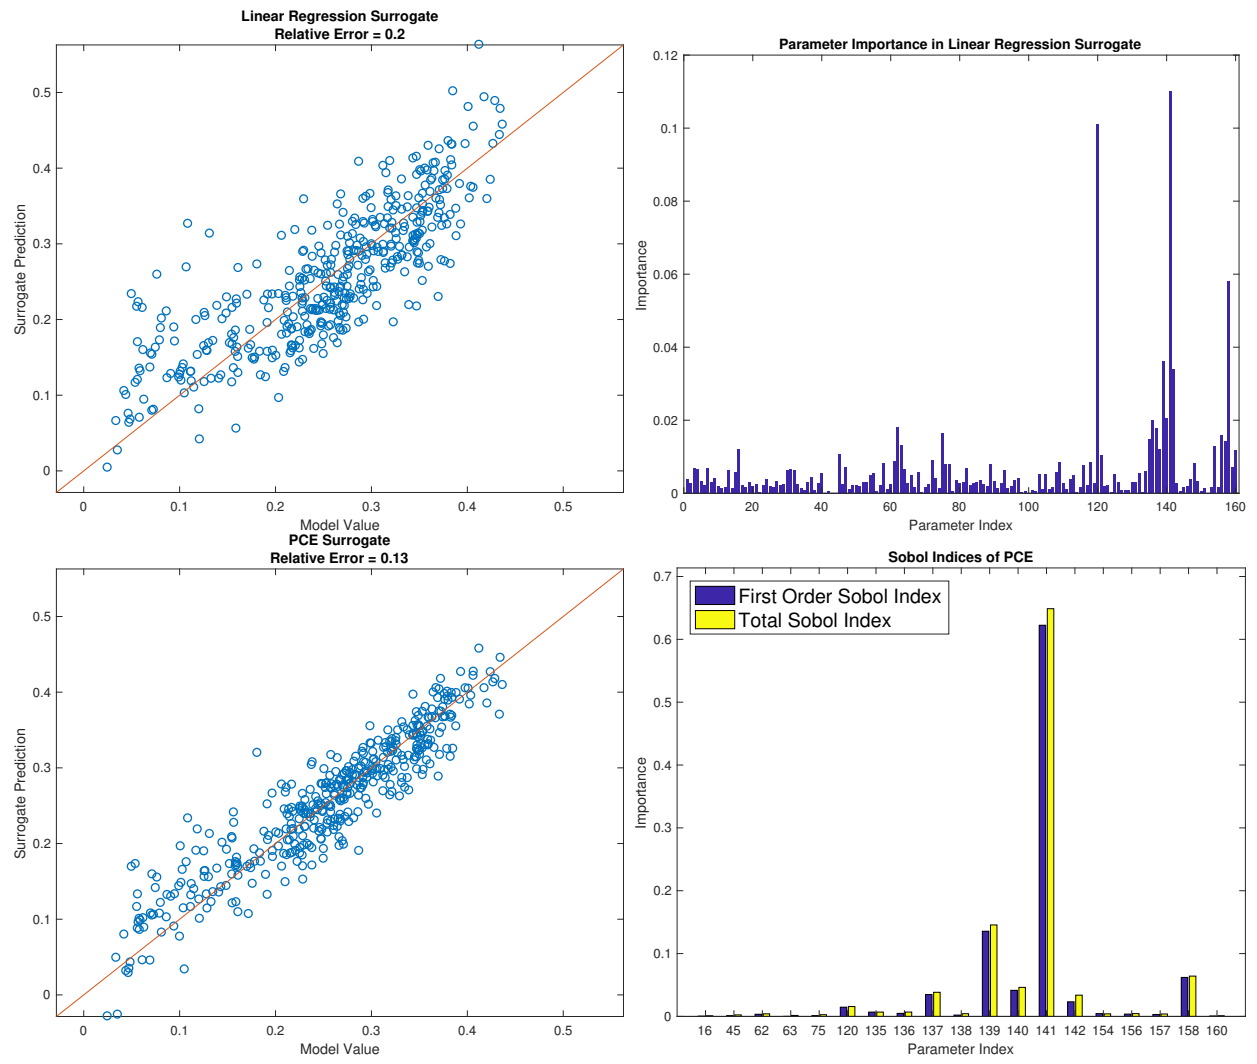 Linear Regression Surrogate
Relative Error = 0.2
Surrogate Prediction
0.5
0.4
0.3
0.2
0.1
0
0 0.1 0.2 0.3 0.4 0.5
Model Value
Parameter Importance in Linear Regression Surrogate
Importance
0.12
0.1
0.08
0.06
0.04
0.02
0
0 20 40 60 80 100 120 140 160
Parameter Index
PCE Surrogate
Relative Error = 0.13
Surrogate Prediction
0.5
0.4
0.3
0.2
0.1
0
0 0.1 0.2 0.3 0.4 0.5
Model Value
Sobol Indices of PCE
First Order Sobol Index
Total Sobol Index
Importance
0.7
0.6
0.5
0.4
0.3
0.2
0.1
0
16 45 62 63 75 120 135 136 137 138 139 140 141 142 154 156 157 158 160
Parameter Index